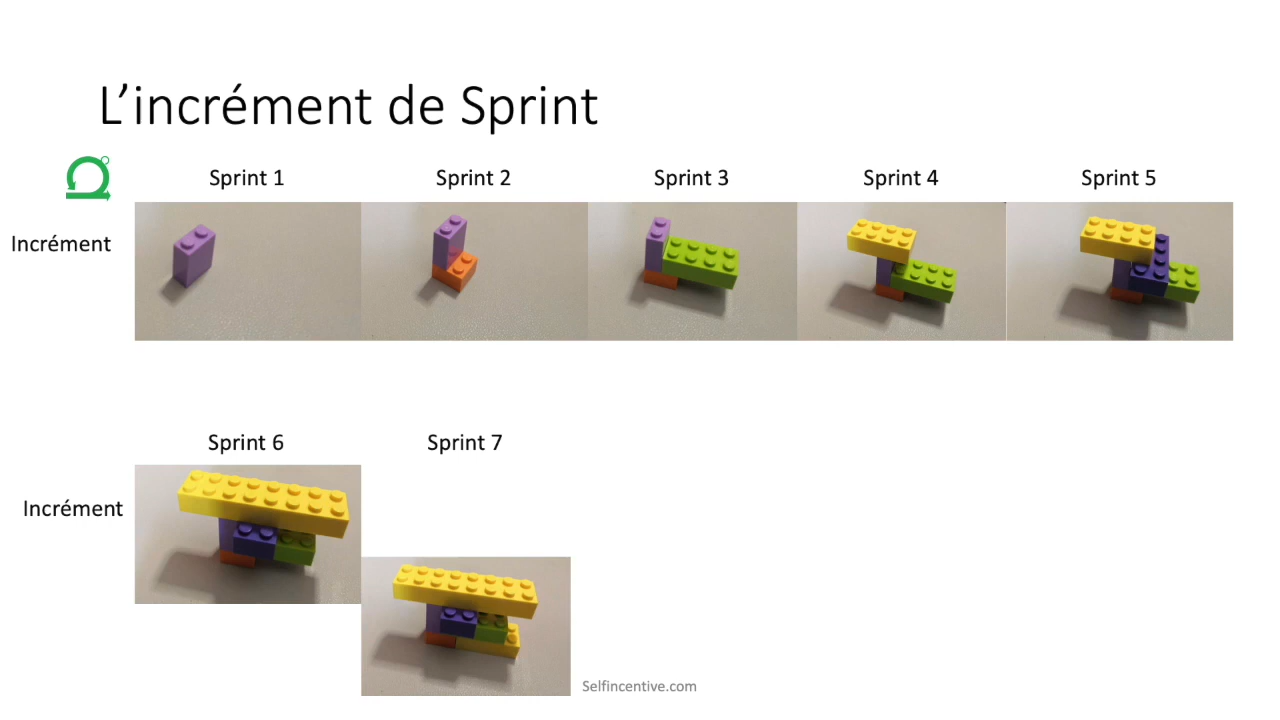 L’incrément de Sprint
Sprint 1 Sprint 2 Sprint 3 Sprint 4 Sprint 5
Incrément
Sprint 6 Sprint 7
Incrément
Selfincentive.com